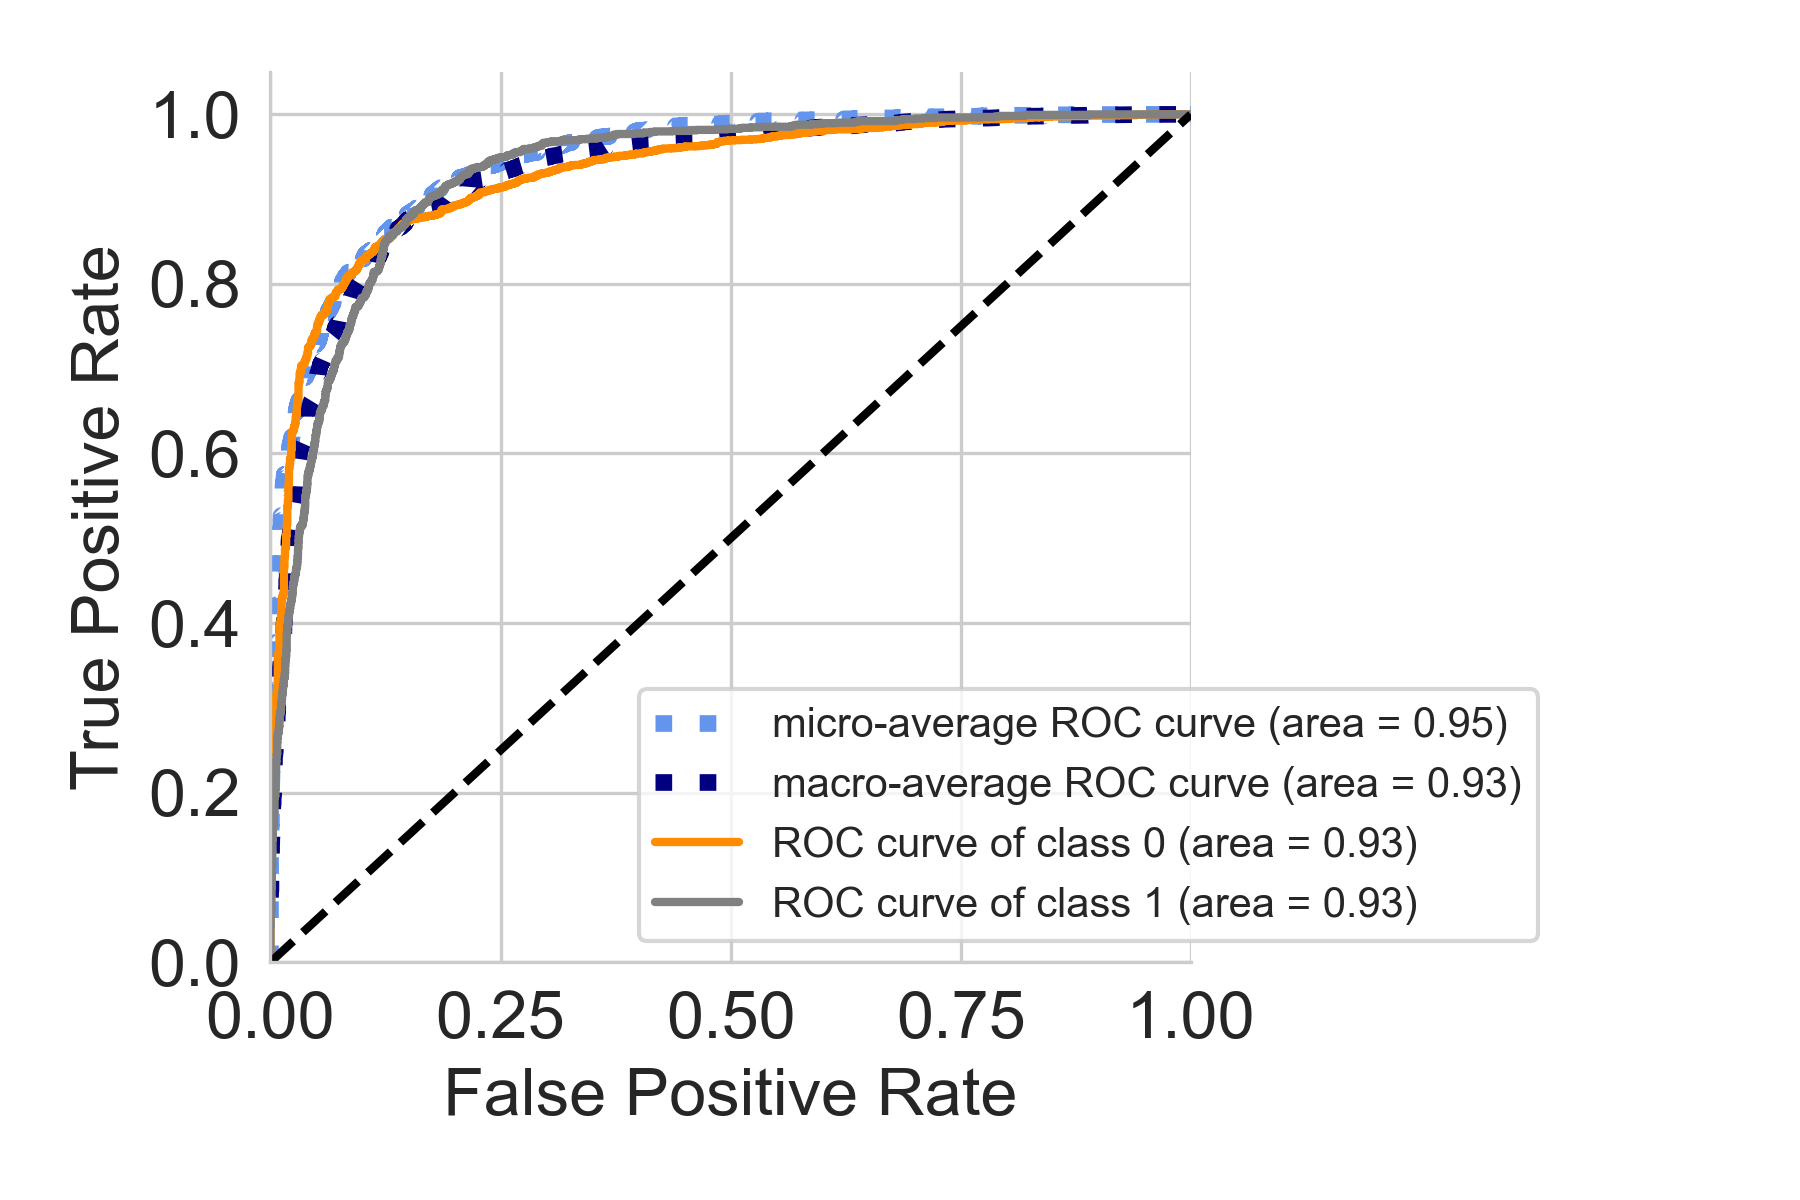 True Positive Rate
1.0
0.8
0.6
0.4
0.2
0.0
micro-average ROC curve (area = 0.95)
macro-average ROC curve (area = 0.93)
ROC curve of class 0 (area = 0.93)
ROC curve of class 1 (area = 0.93)
0.00 0.25 0.50 0.75 1.00
False Positive Rate